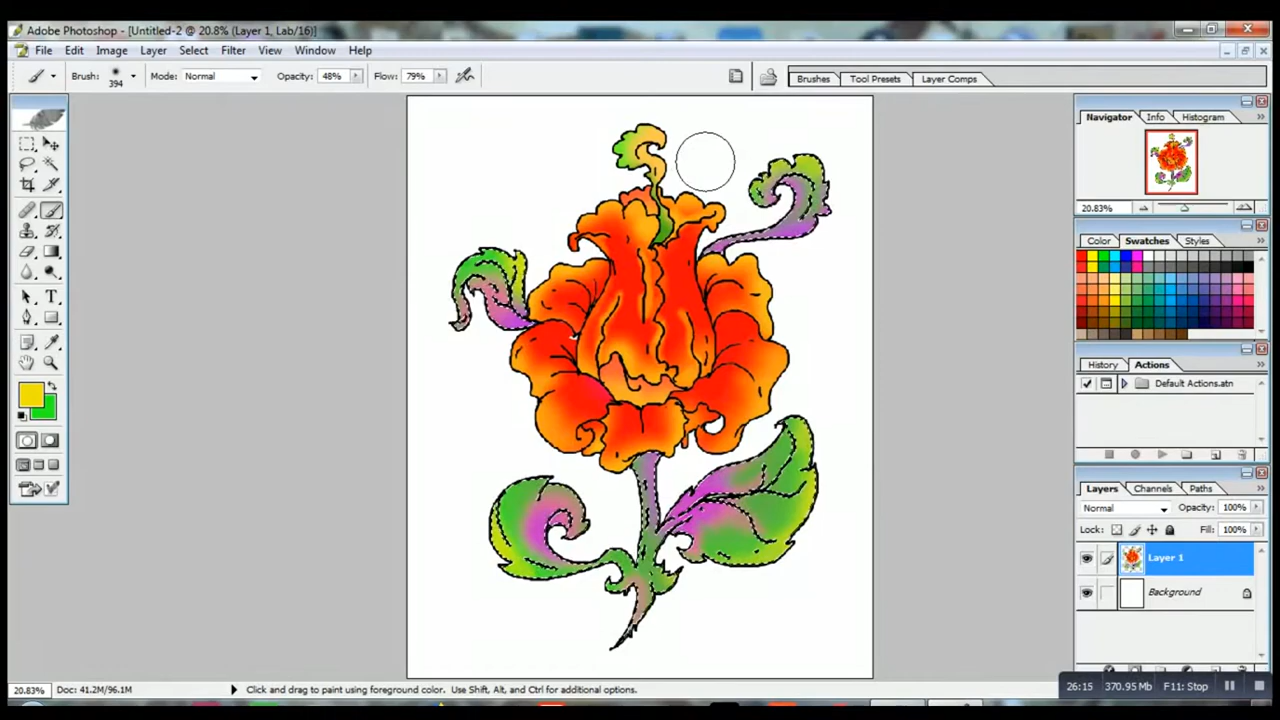 Adobe Photoshop - [Untitled-2 @ 20.8% (Layer 1, Lab/16)]
File Edit Image Layer Select Filter View Window Help
Brush: 394 Mode: Normal Opacity: 48% Flow: 79% Brushes Tool Presets Layer Comps
Navigator Info Histogram
20.83%
Color Swatches Styles
History Actions
Default Actions.atn
Layers Channels Paths
Normal Opacity: 100%
Lock: Fill: 100%
Layer 1
Background
20.83% Doc: 41.2M/96.1M Click and drag to paint using foreground color. Use Shift, Alt, and Ctrl for additional options.
26:15 370.95 Mb F11: Stop